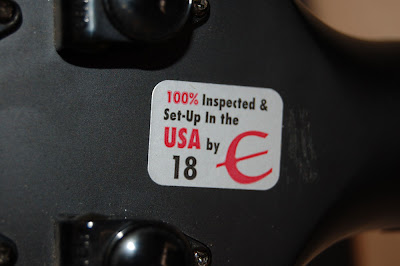 100% Inspected &
Set-Up In the
USA by
18